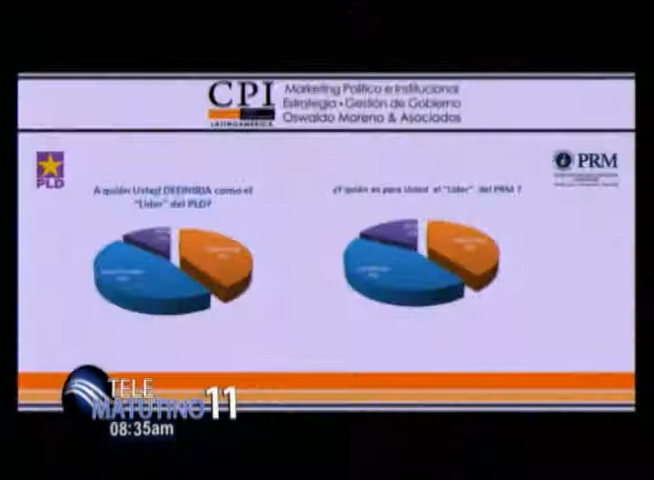 CPI
LATINOAMERICA
Marketing Político e Institucional
Estrategia • Gestión de Gobierno
Oswaldo Moreno & Asociados
PLD
PRM
A quién Usted DEFINIRIA como el
"Líder" del PLD?
¿Y quién es para Usted el "Líder" del PRM ?
TELE
MATUTINO 11
08:35am